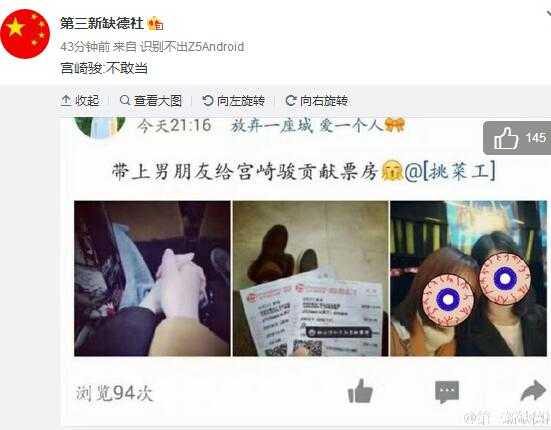 第三新缺德社
43分钟前 来自 识别不出Z5Android
宫崎骏:不敢当
收起 查看大图 向左旋转 向右旋转
今天21:16 放弃一座城 爱一个人
145
带上男朋友给宫崎骏贡献票房@[挑菜工]
浏览94次